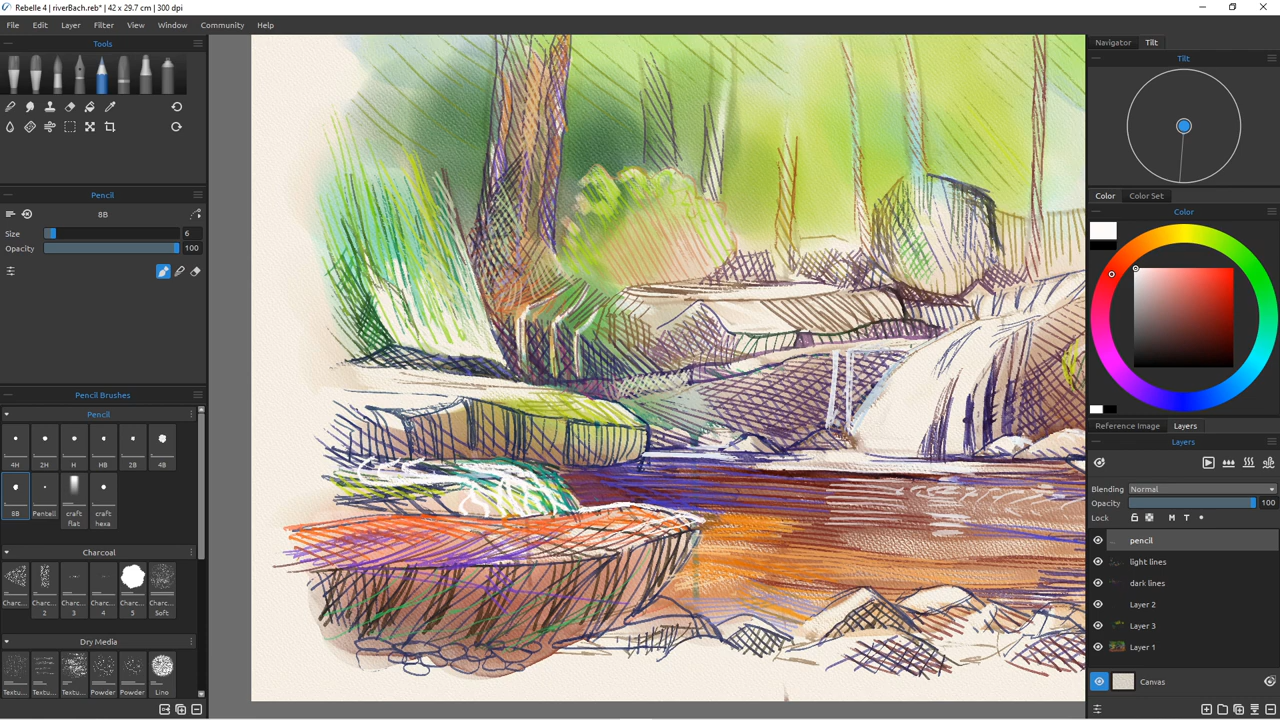 Rebelle 4 | riverBach.reb* | 42 x 29.7 cm | 300 dpi
File Edit Layer Filter View Window Community Help
Tools
Pencil
8B
Size 6
Opacity 100
Pencil Brushes
Pencil
4H 2H H HB 2B 4B
8B Pentell craft flat craft hexa
Charcoal
Charc... Charc... 2 Charc... 3 Charc... 4 Charc... 5 Charc... Soft
Dry Media
Textu... Textu... Textu... Powder Powder Lino
Navigator Tilt
Tilt
Color Color Set
Color
Reference Image Layers
Layers
Blending Normal
Opacity 100
Lock M T
pencil
light lines
dark lines
Layer 2
Layer 3
Layer 1
Canvas